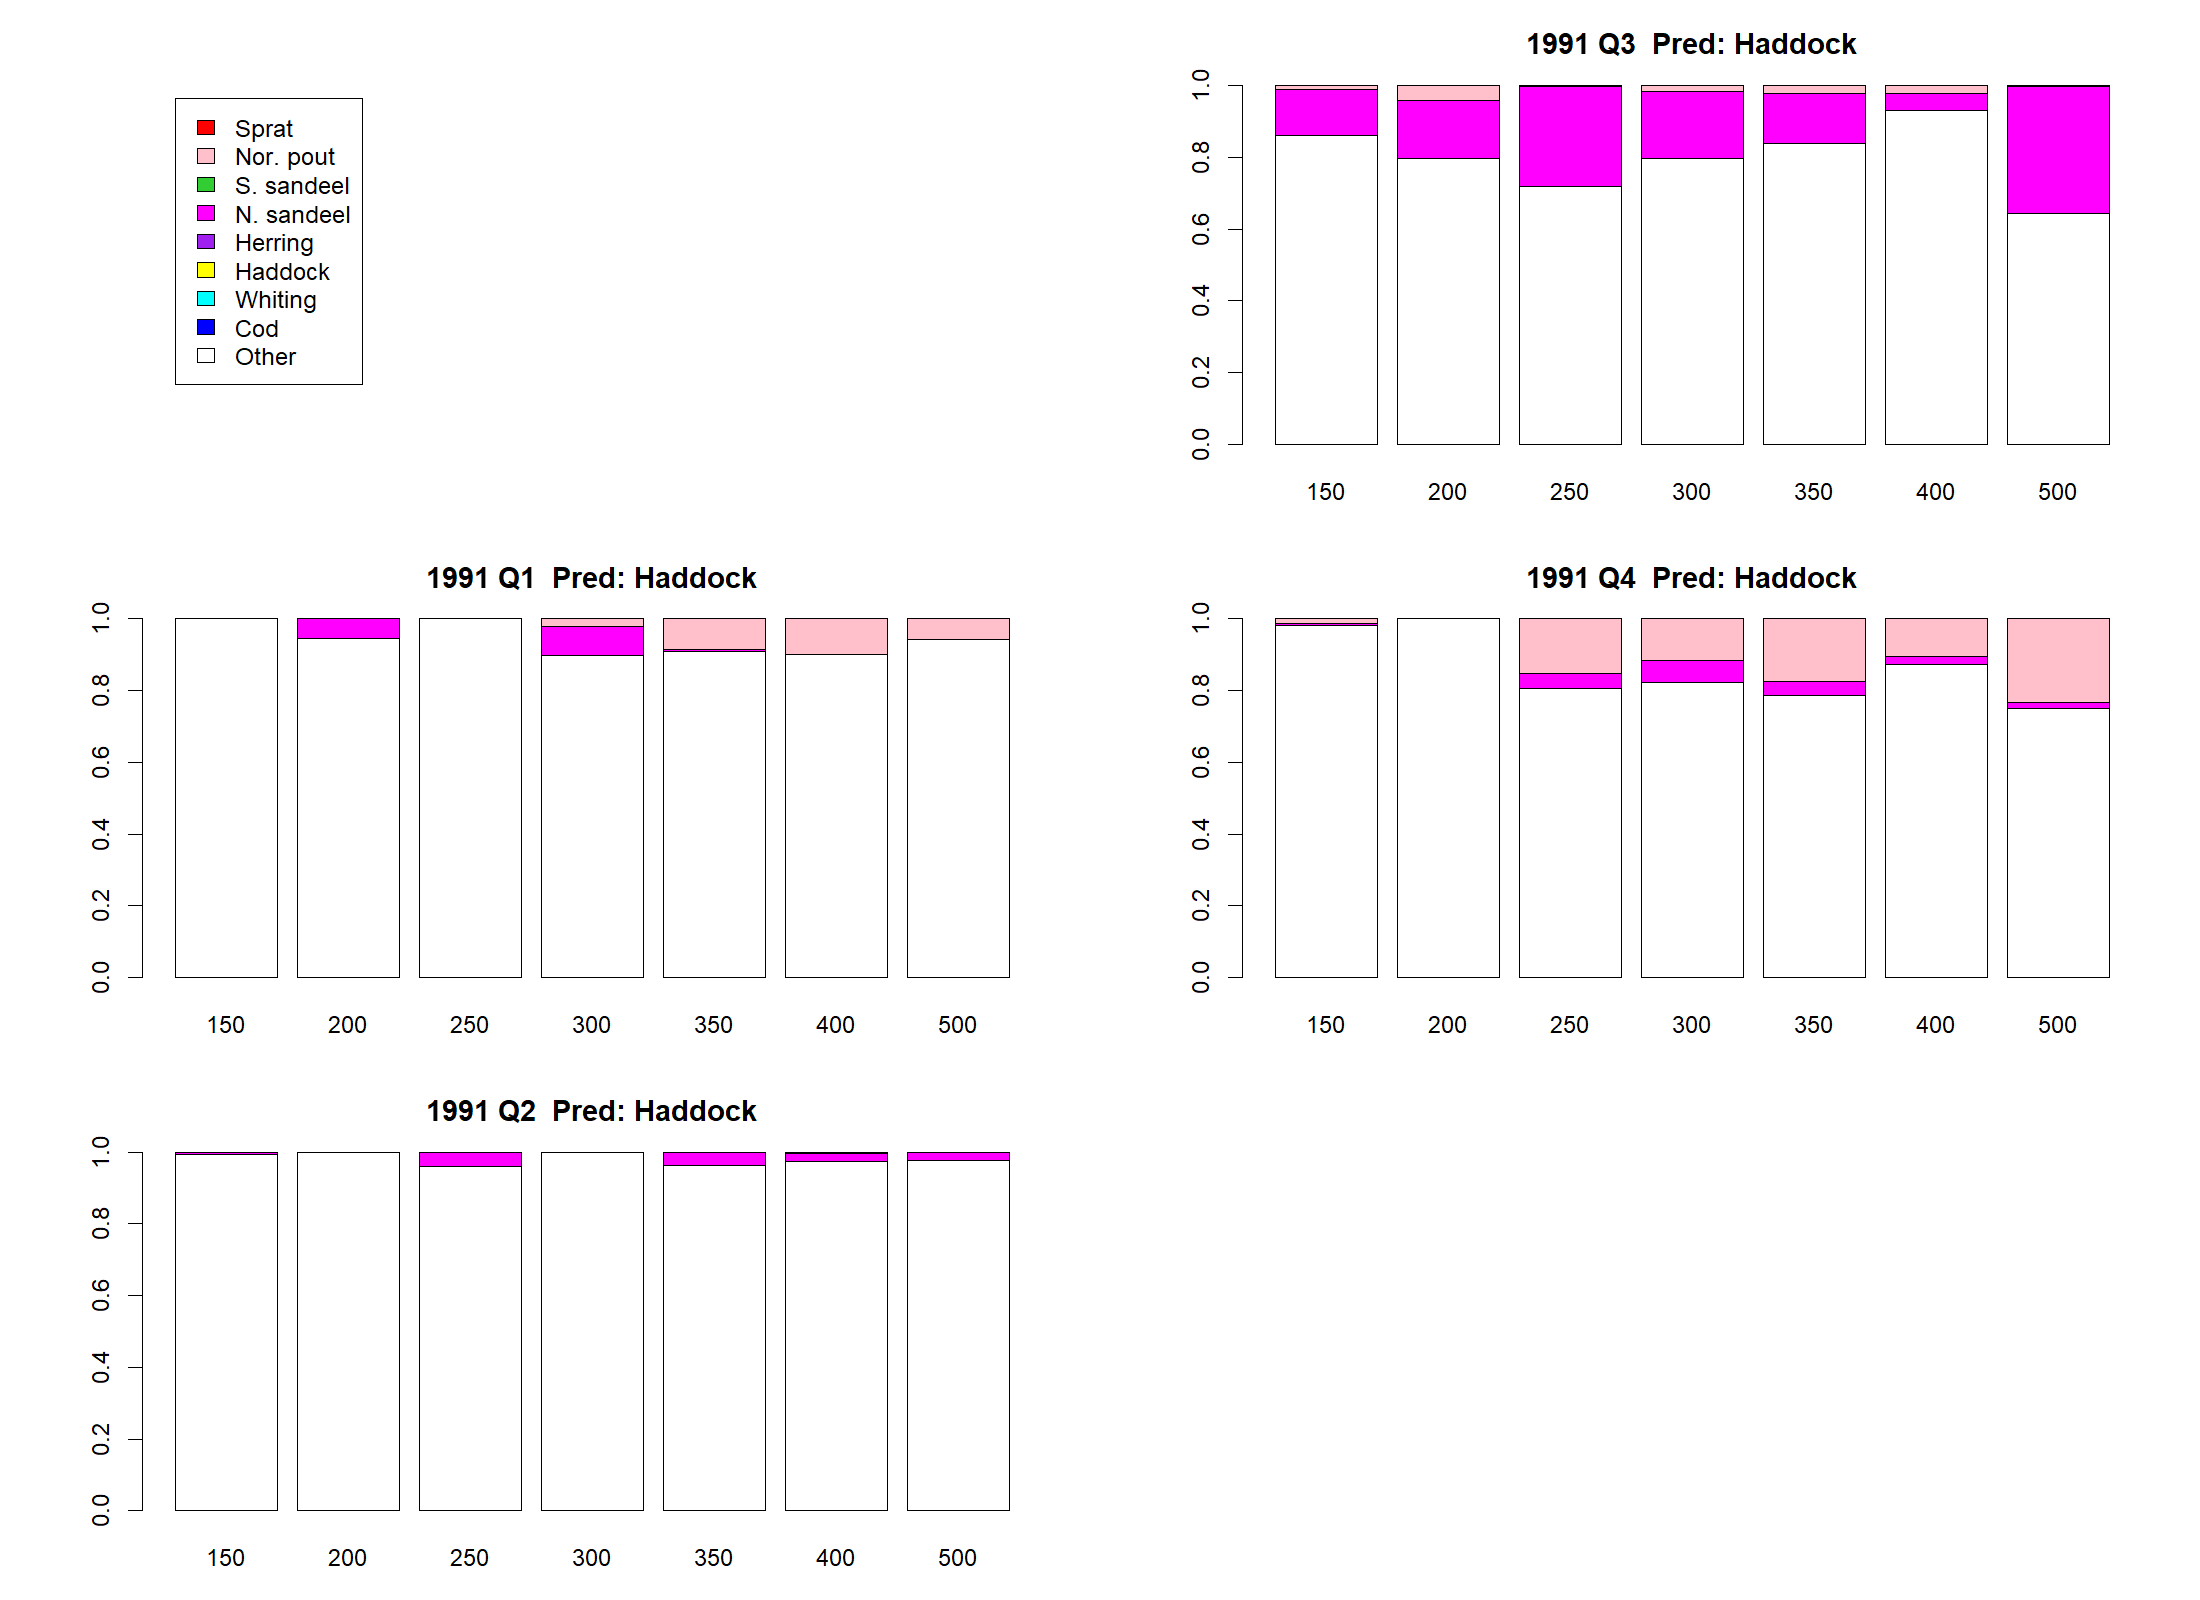 Sprat
Nor. pout
S. sandeel
N. sandeel
Herring
Haddock
Whiting
Cod
Other
1991 Q3  Pred: Haddock
1.0
0.8
0.6
0.4
0.2
0.0
150 200 250 300 350 400 500
1991 Q1  Pred: Haddock
1.0
0.8
0.6
0.4
0.2
0.0
150 200 250 300 350 400 500
1991 Q4  Pred: Haddock
1.0
0.8
0.6
0.4
0.2
0.0
150 200 250 300 350 400 500
1991 Q2  Pred: Haddock
1.0
0.8
0.6
0.4
0.2
0.0
150 200 250 300 350 400 500